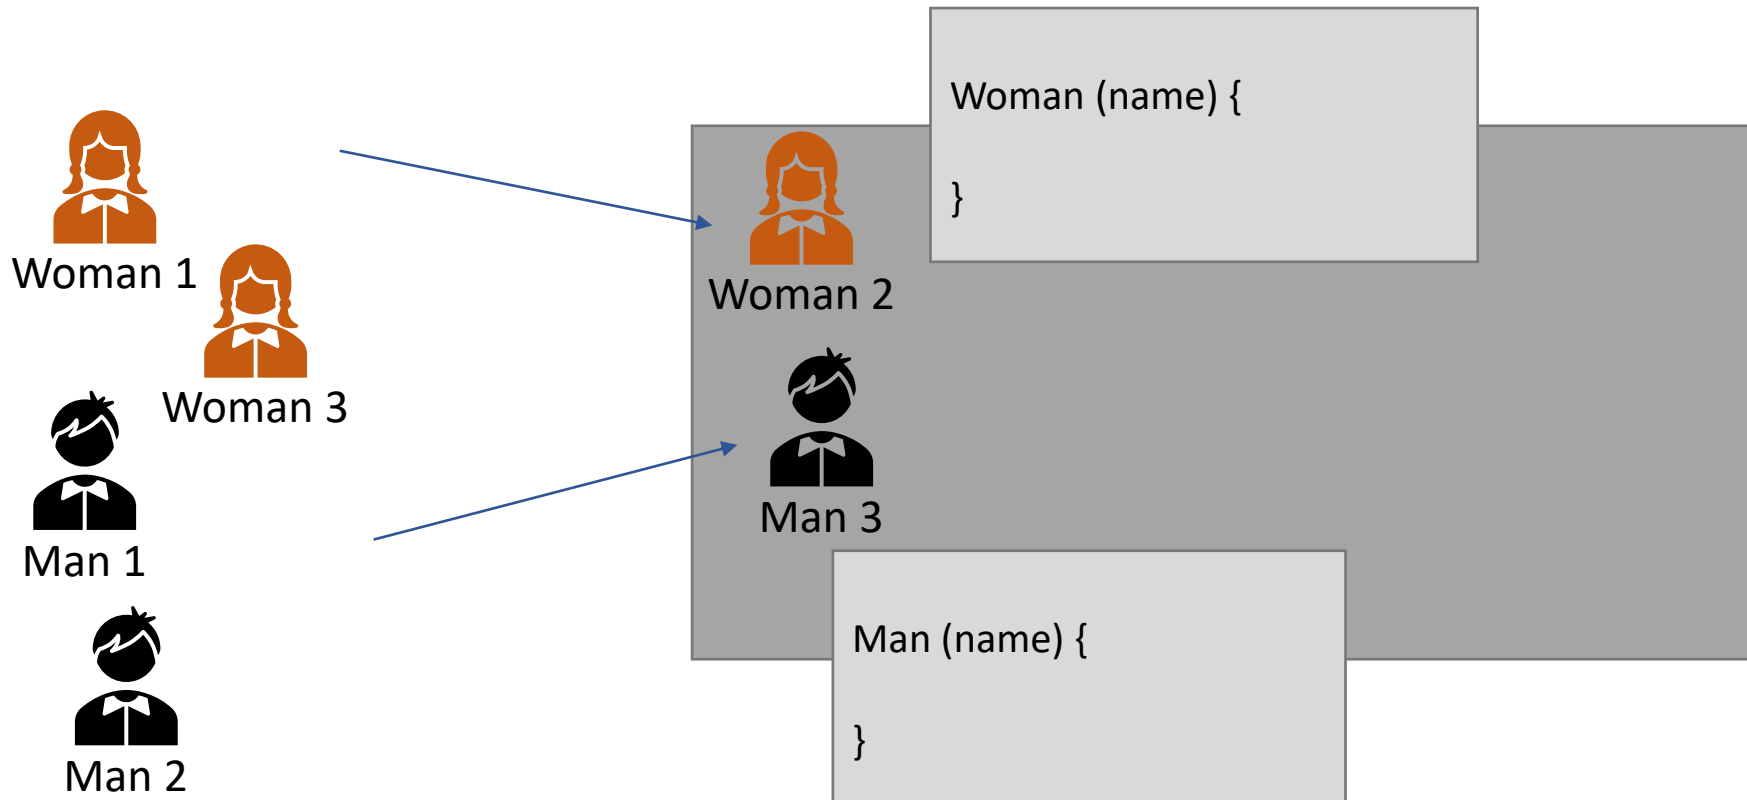 Woman (name) {
}
Woman 1
Woman 2
Woman 3
Man 3
Man 1
Man (name) {
}
Man 2